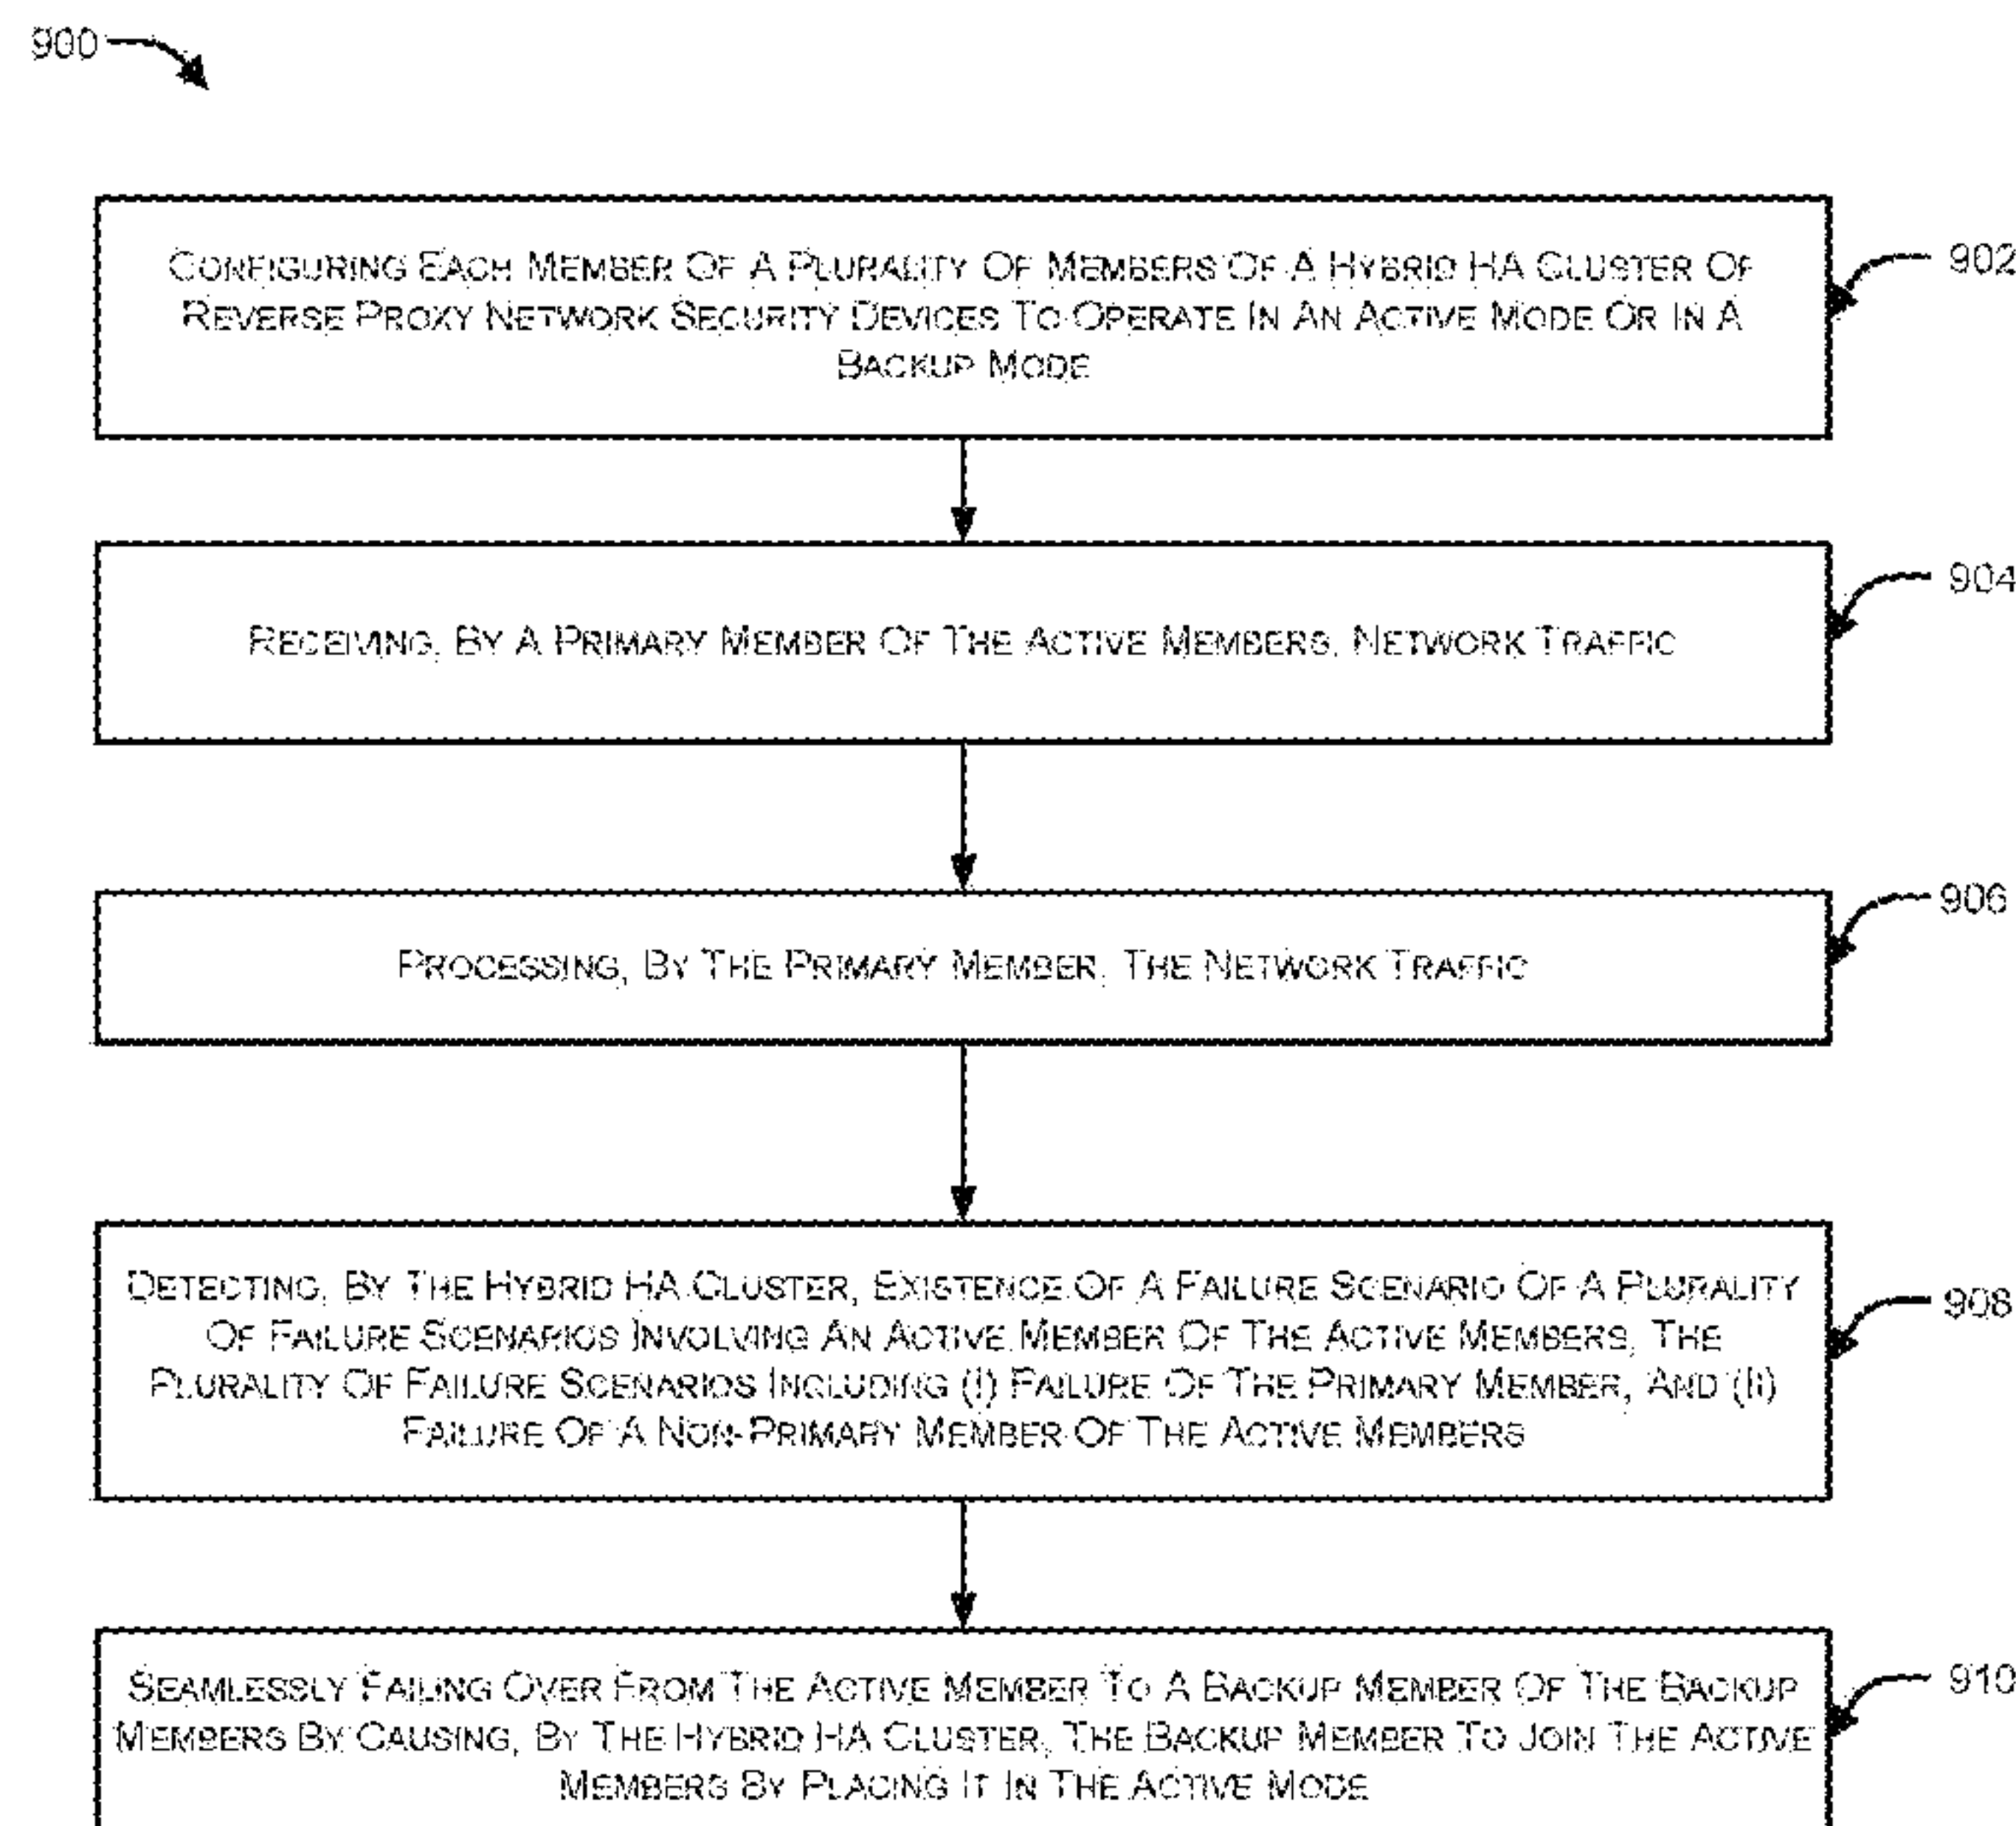 900
CONFIGURING EACH MEMBER OF A PLURALITY OF MEMBERS OF A HYBRID HA CLUSTER OF
REVERSE PROXY NETWORK SECURITY DEVICES TO OPERATE IN AN ACTIVE MODE OR IN A
BACKUP MODE
902
RECEIVING, BY A PRIMARY MEMBER OF THE ACTIVE MEMBERS, NETWORK TRAFFIC
904
PROCESSING, BY THE PRIMARY MEMBER, THE NETWORK TRAFFIC
906
DETECTING, BY THE HYBRID HA CLUSTER, EXISTENCE OF A FAILURE SCENARIO OF A PLURALITY
OF FAILURE SCENARIOS INVOLVING AN ACTIVE MEMBER OF THE ACTIVE MEMBERS, THE
PLURALITY OF FAILURE SCENARIOS INCLUDING (I) FAILURE OF THE PRIMARY MEMBER, AND (II)
FAILURE OF A NON-PRIMARY MEMBER OF THE ACTIVE MEMBERS
908
SEAMLESSLY FAILING OVER FROM THE ACTIVE MEMBER TO A BACKUP MEMBER OF THE BACKUP
MEMBERS BY CAUSING, BY THE HYBRID HA CLUSTER, THE BACKUP MEMBER TO JOIN THE ACTIVE
MEMBERS BY PLACING IT IN THE ACTIVE MODE
910